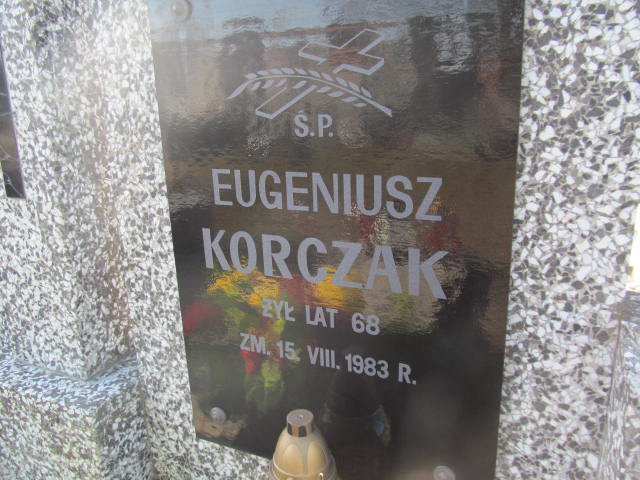 Ś.P.
EUGENIUSZ
KORCZAK
ŻYŁ LAT 68
ZM. 15. VIII. 1983 R.